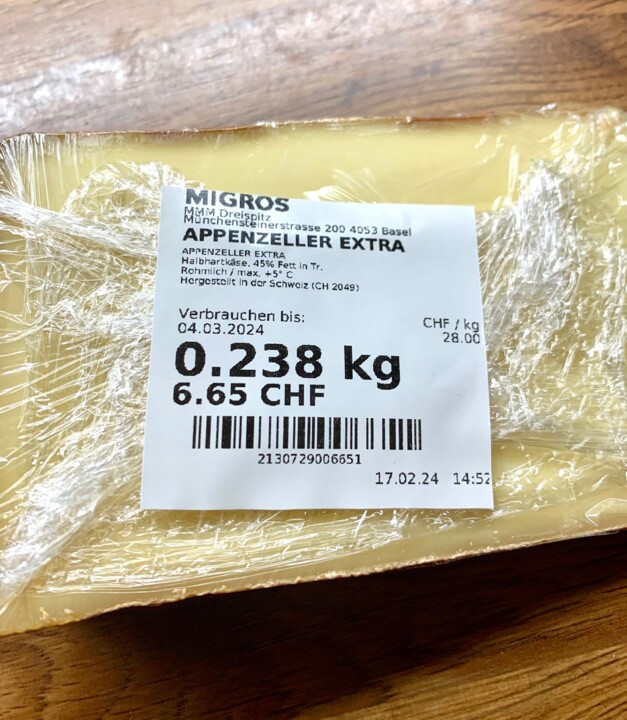 MIGROS
MMM Dreispitz
Münchensteinerstrasse 200 4053 Basel
APPENZELLER EXTRA
APPENZELLER EXTRA
Halbhartkäse, 45% Fett in Tr.
Rohmilch / max. +5° C
Hergestellt in der Schweiz (CH 2049)
Verbrauchen bis:
04.03.2024
CHF / kg
28.00
0.238 kg
6.65 CHF
2130729006651
17.02.24 14:52